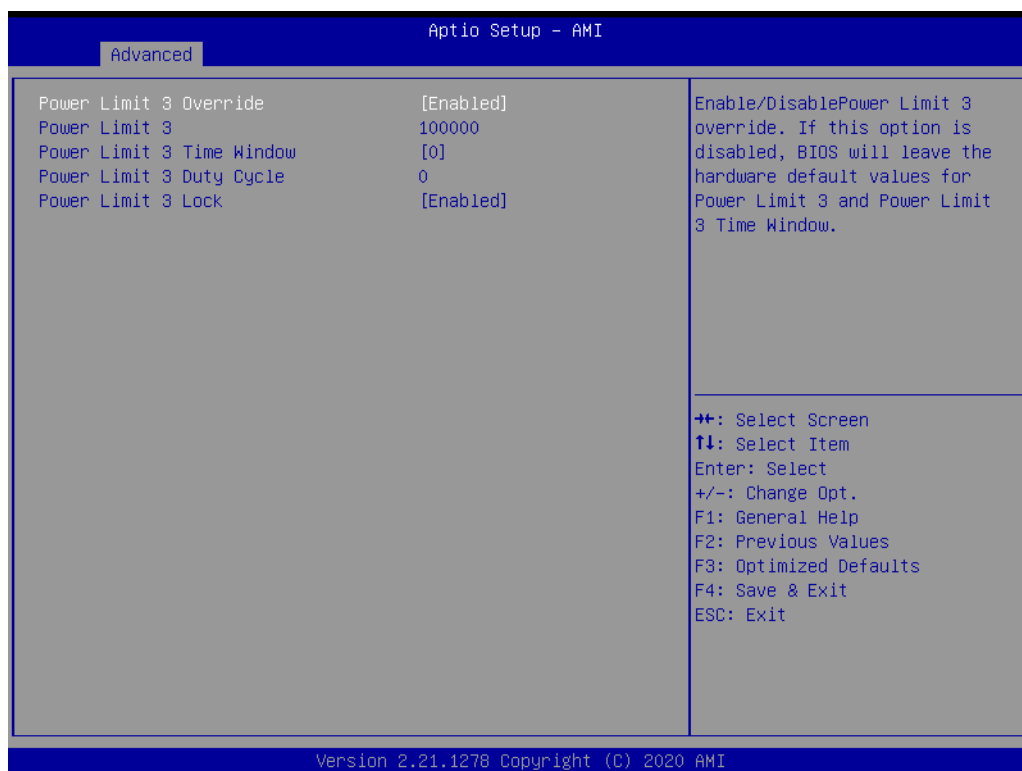 Aptio Setup – AMI
Advanced
Power Limit 3 Override [Enabled]
Power Limit 3 100000
Power Limit 3 Time Window [0]
Power Limit 3 Duty Cycle 0
Power Limit 3 Lock [Enabled]
Enable/DisablePower Limit 3
override. If this option is
disabled, BIOS will leave the
hardware default values for
Power Limit 3 and Power Limit
3 Time Window.
→←: Select Screen
↑↓: Select Item
Enter: Select
+/-: Change Opt.
F1: General Help
F2: Previous Values
F3: Optimized Defaults
F4: Save & Exit
ESC: Exit
Version 2.21.1278 Copyright (C) 2020 AMI